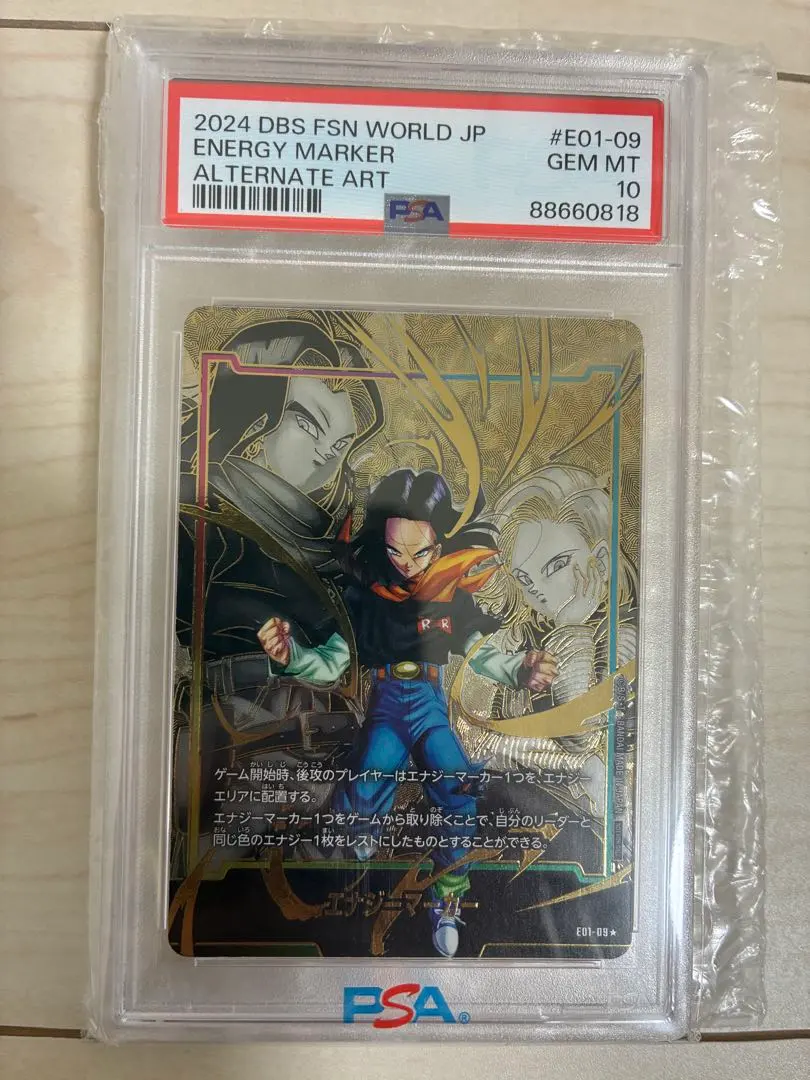 2024 DBS FSN WORLD JP #E01-09
ENERGY MARKER GEM MT
ALTERNATE ART 10
PSA 88660818
RR
ゲーム開始時、後攻のプレイヤーはエナジーマーカー1つを、エナジー
エリアに配置する。
エナジーマーカー1つをゲームから取り除くことで、自分のリーダーと
同じ色のエナジー1枚をレストにしたものとすることができる。
エナジーマーカー
E01-09★
PSA®